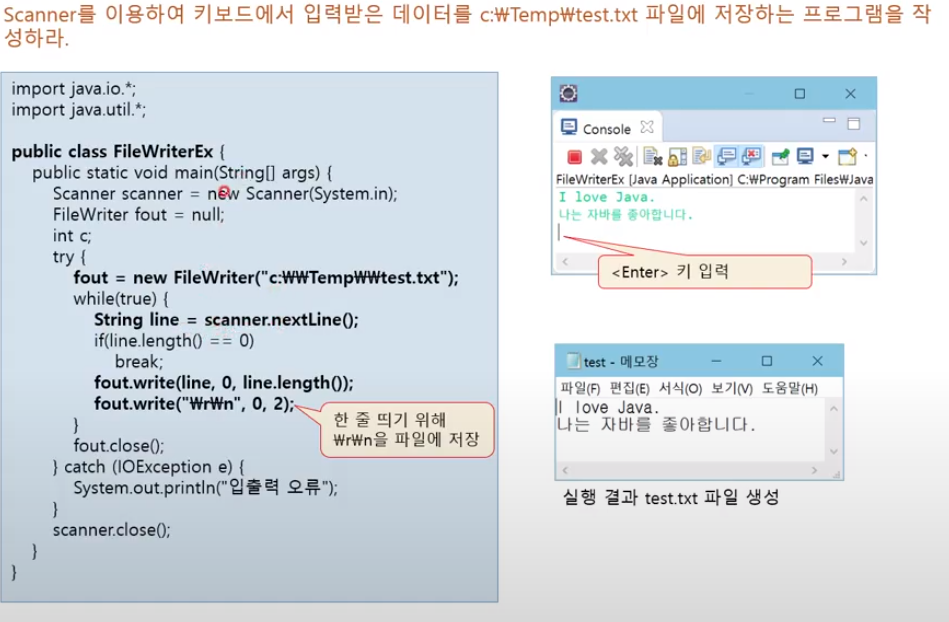 Scanner를 이용하여 키보드에서 입력받은 데이터를 c:₩Temp₩test.txt 파일에 저장하는 프로그램을 작
성하라.
import java.io.*;
import java.util.*;
public class FileWriterEx {
public static void main(String[] args) {
Scanner scanner = new Scanner(System.in);
FileWriter fout = null;
int c;
try {
fout = new FileWriter("c:₩₩Temp₩₩test.txt");
while(true) {
String line = scanner.nextLine();
if(line.length() == 0)
break;
fout.write(line, 0, line.length());
fout.write("₩r₩n", 0, 2);
}
fout.close();
} catch (IOException e) {
System.out.println("입출력 오류");
}
scanner.close();
}
}
한 줄 띄기 위해
₩r₩n을 파일에 저장
Console
FileWriterEx [Java Application] C:₩Program Files₩Java
I love Java.
나는 자바를 좋아합니다.
<Enter> 키 입력
test - 메모장
파일(F) 편집(E) 서식(O) 보기(V) 도움말(H)
I love Java.
나는 자바를 좋아합니다.
실행 결과 test.txt 파일 생성